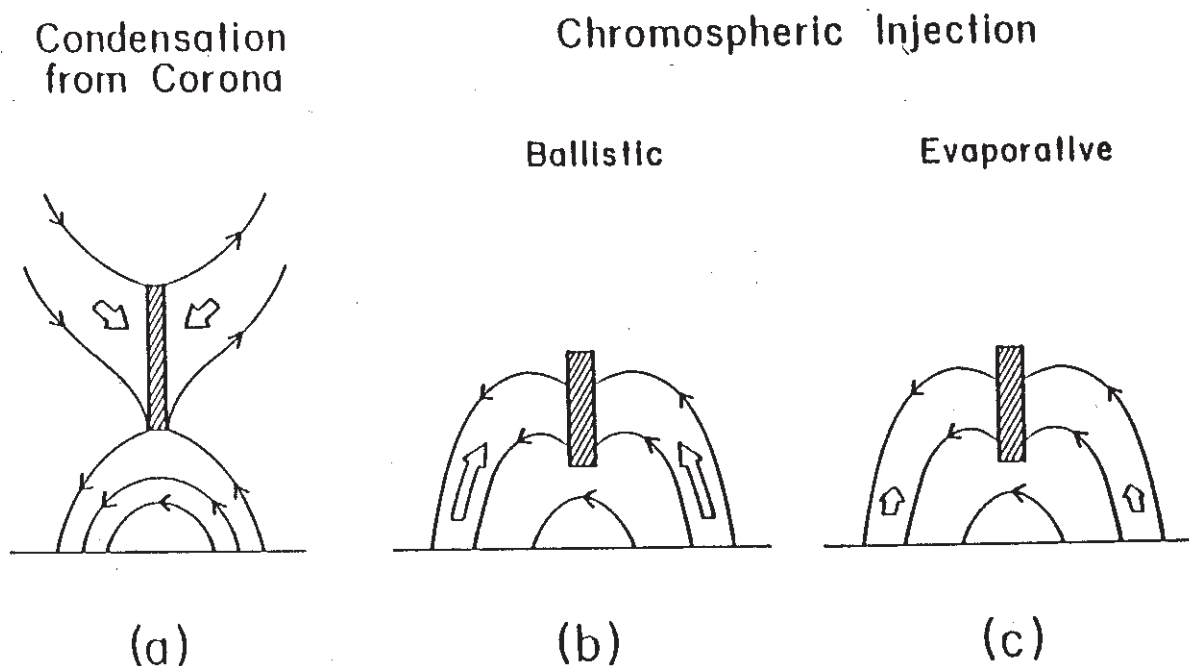 Condensation
from Corona
Chromospheric Injection
Ballistic
Evaporative
(a)
(b)
(c)